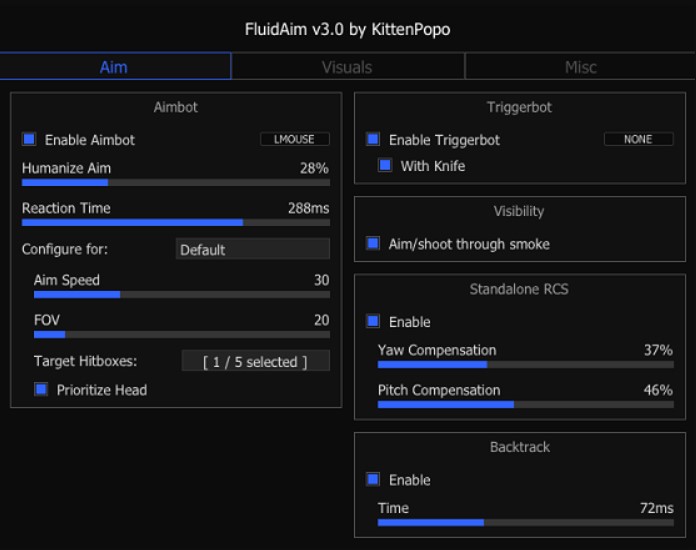 FluidAim v3.0 by KittenPopo
Aim Visuals Misc
Aimbot
Enable Aimbot LMOUSE
Humanize Aim 28%
Reaction Time 288ms
Configure for: Default
Aim Speed 30
FOV 20
Target Hitboxes: [ 1 / 5 selected ]
Prioritize Head
Triggerbot
Enable Triggerbot NONE
With Knife
Visibility
Aim/shoot through smoke
Standalone RCS
Enable
Yaw Compensation 37%
Pitch Compensation 46%
Backtrack
Enable
Time 72ms